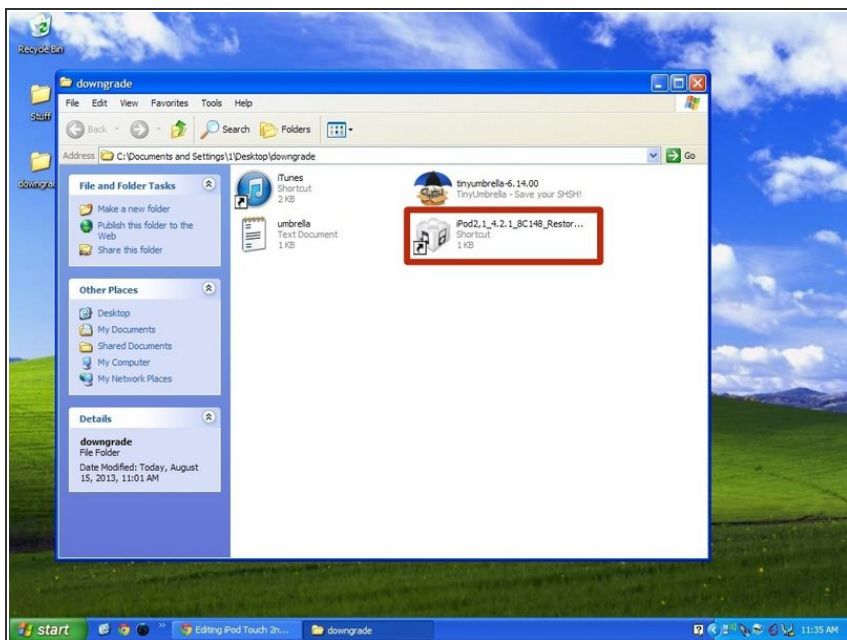 Recycle Bin
Stuff
downgrade
File Edit View Favorites Tools Help
Back
Search
Folders
Go
Address
C:\Documents and Settings\1\Desktop\downgrade
File and Folder Tasks
Make a new folder
Publish this folder to the
Web
Share this folder
Other Places
Desktop
My Documents
Shared Documents
My Computer
My Network Places
Details
downgrade
File Folder
Date Modified: Today, August
15, 2013, 11:01 AM
iTunes
Shortcut
2 KB
tinyumbrella-6.14.00
TinyUmbrella - Save your SHSH!
umbrella
Text Document
1 KB
iPod2,1_4.2.1_8C148_Restor...
Shortcut
1 KB
downgra
start
Editing iPod Touch 2n...
downgrade
11:35 AM